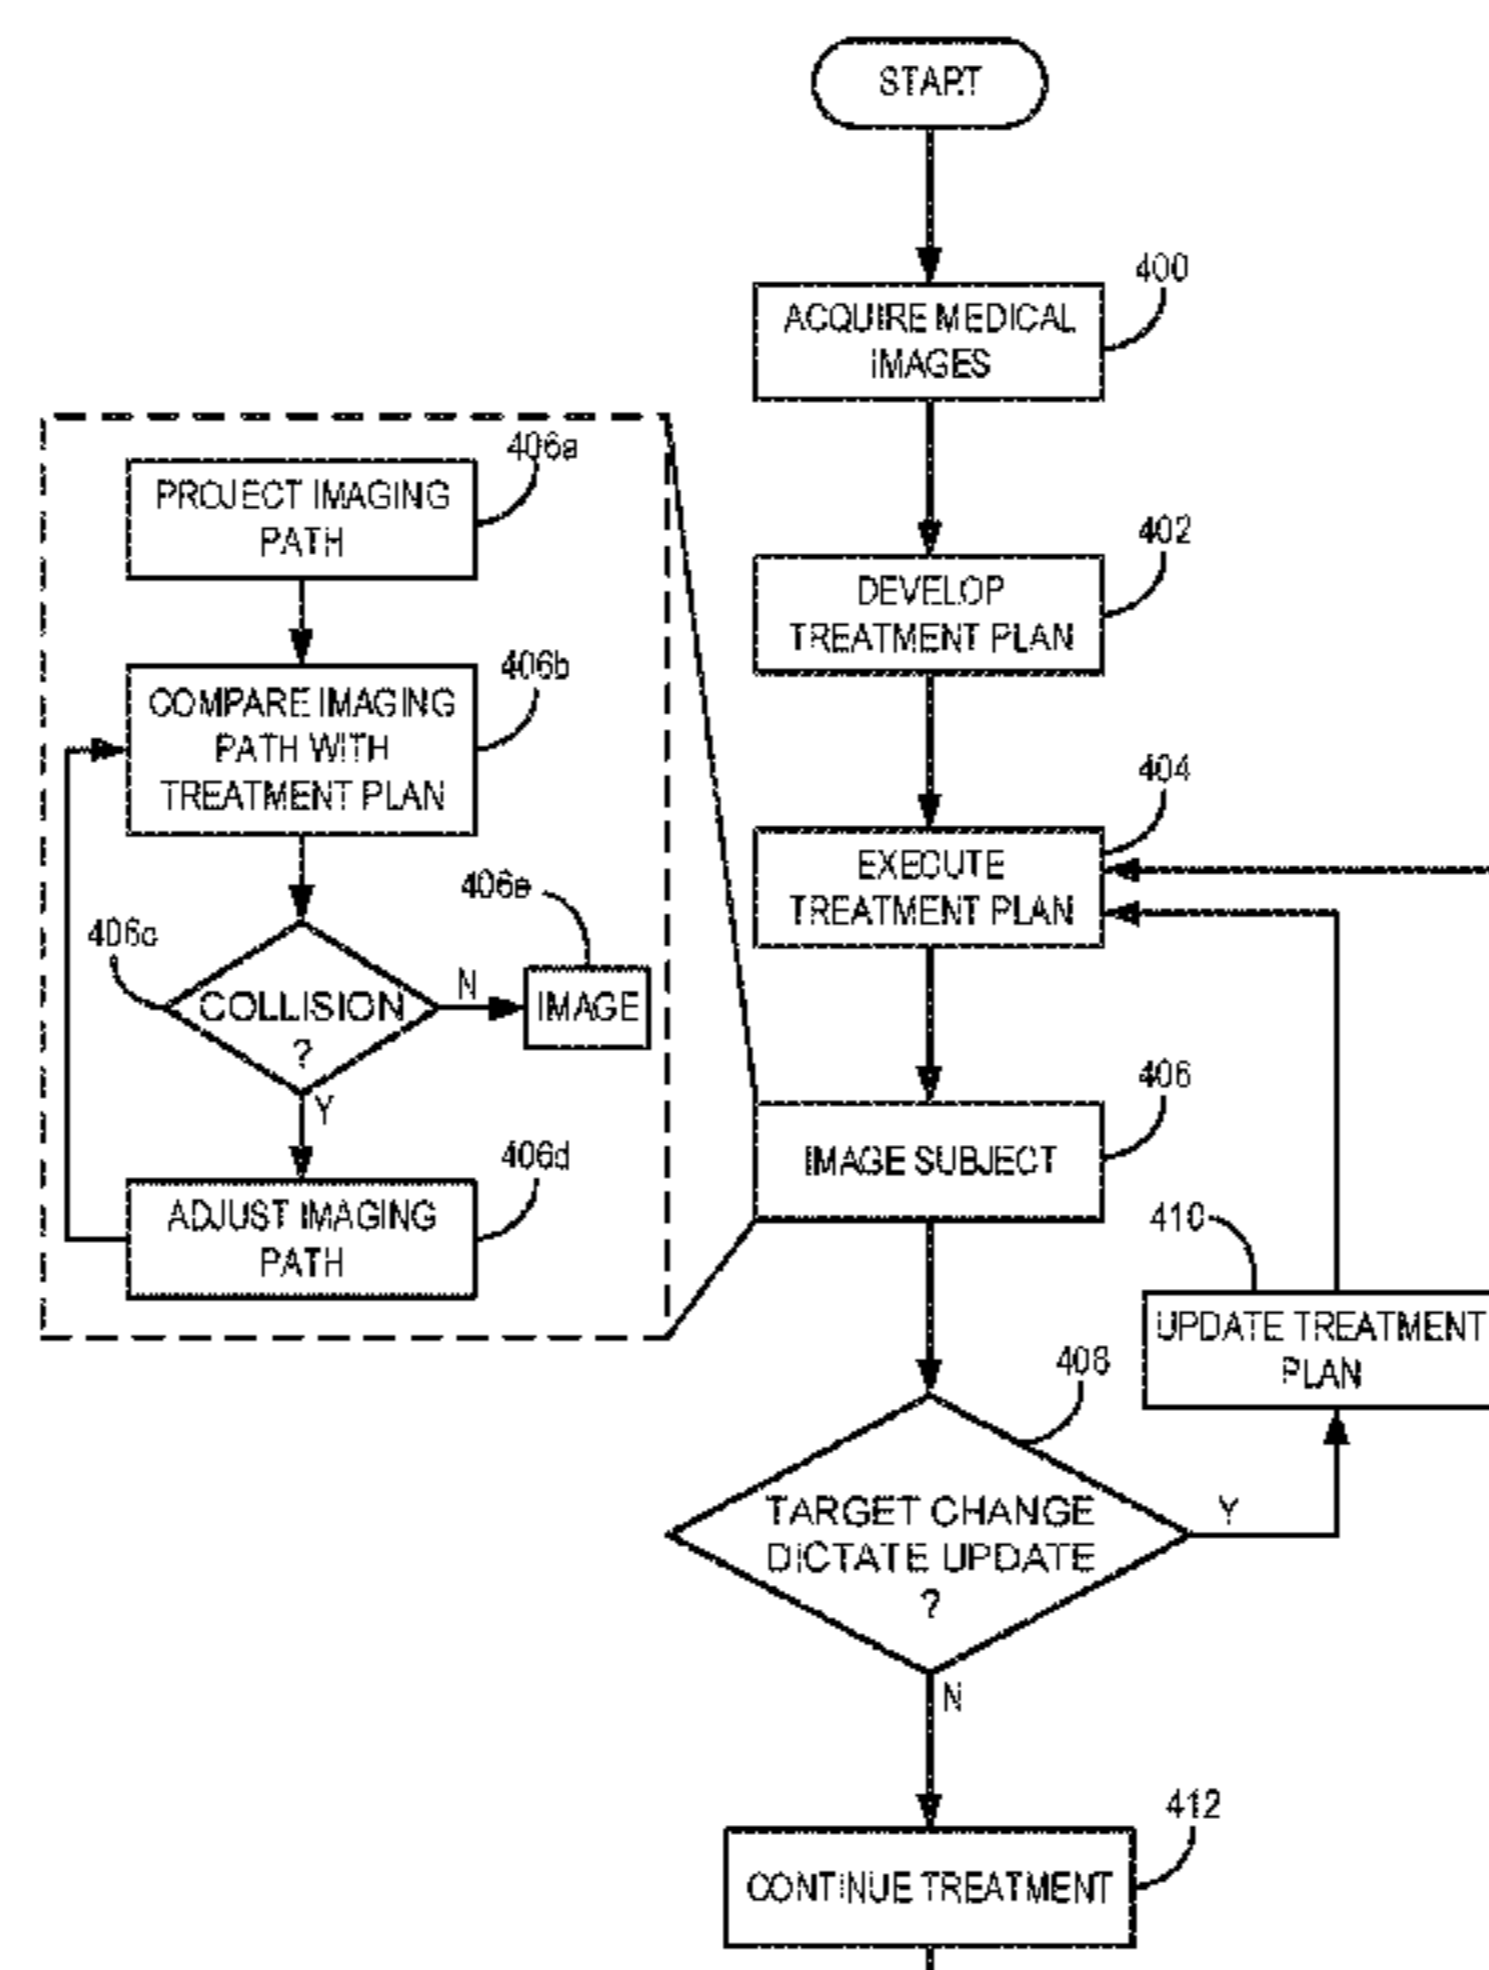 START
400
ACQUIRE MEDICAL
IMAGES
406a
PROJECT IMAGING
PATH
402
DEVELOP
TREATMENT PLAN
406b
COMPARE IMAGING
PATH WITH
TREATMENT PLAN
404
EXECUTE
TREATMENT PLAN
406e
406c
COLLISION
?
N
IMAGE
Y
406
IMAGE SUBJECT
406d
ADJUST IMAGING
PATH
410
UPDATE TREATMENT
PLAN
408
TARGET CHANGE
DICTATE UPDATE
?
Y
N
412
CONTINUE TREATMENT